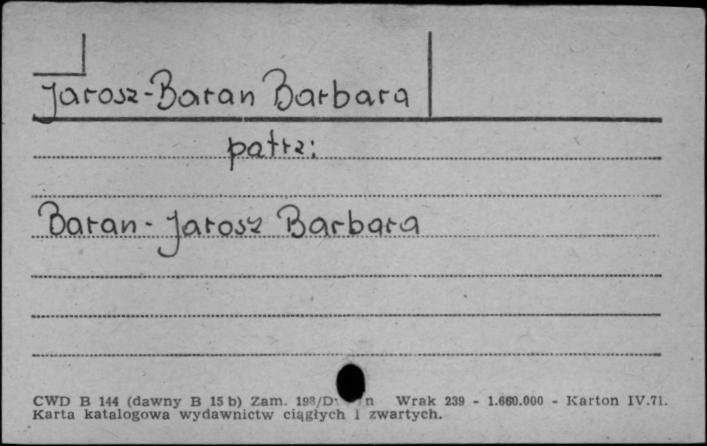 Jarosz-Baran Barbara
patrz:
Baran-Jarosz Barbara
CWD B 144 (dawny B 15 b) Zam. Wrak 239 - 1.660.000 - Karton IV.71.
Karta katalogowa wydawnictw ciągłych i zwartych.